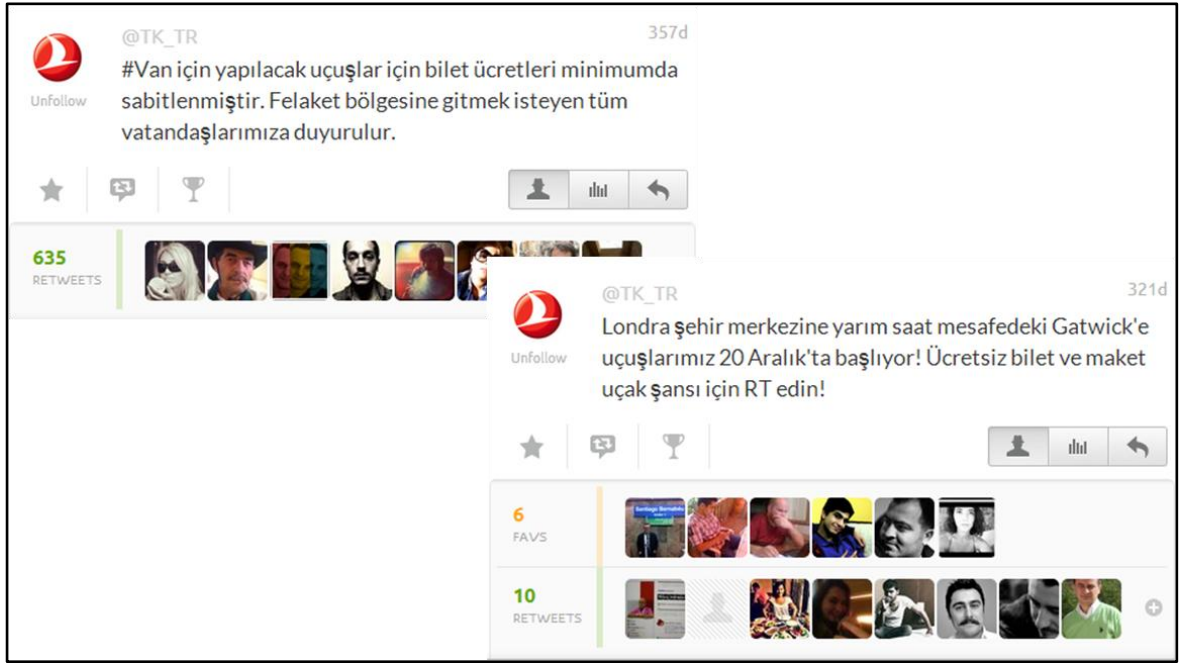 @TK_TR
357d
#Van için yapılacak uçuşlar için bilet ücretleri minimumda
Unfollow
sabitlenmiştir. Felaket bölgesine gitmek isteyen tüm
vatandaşlarımıza duyurulur.
635
RETWEETS
@TK_TR
321d
Londra şehir merkezine yarım saat mesafedeki Gatwick'e
Unfollow
uçuşlarımız 20 Aralık'ta başlıyor! Ücretsiz bilet ve maket
uçak şansı için RT edin!
6
FAVS
10
RETWEETS